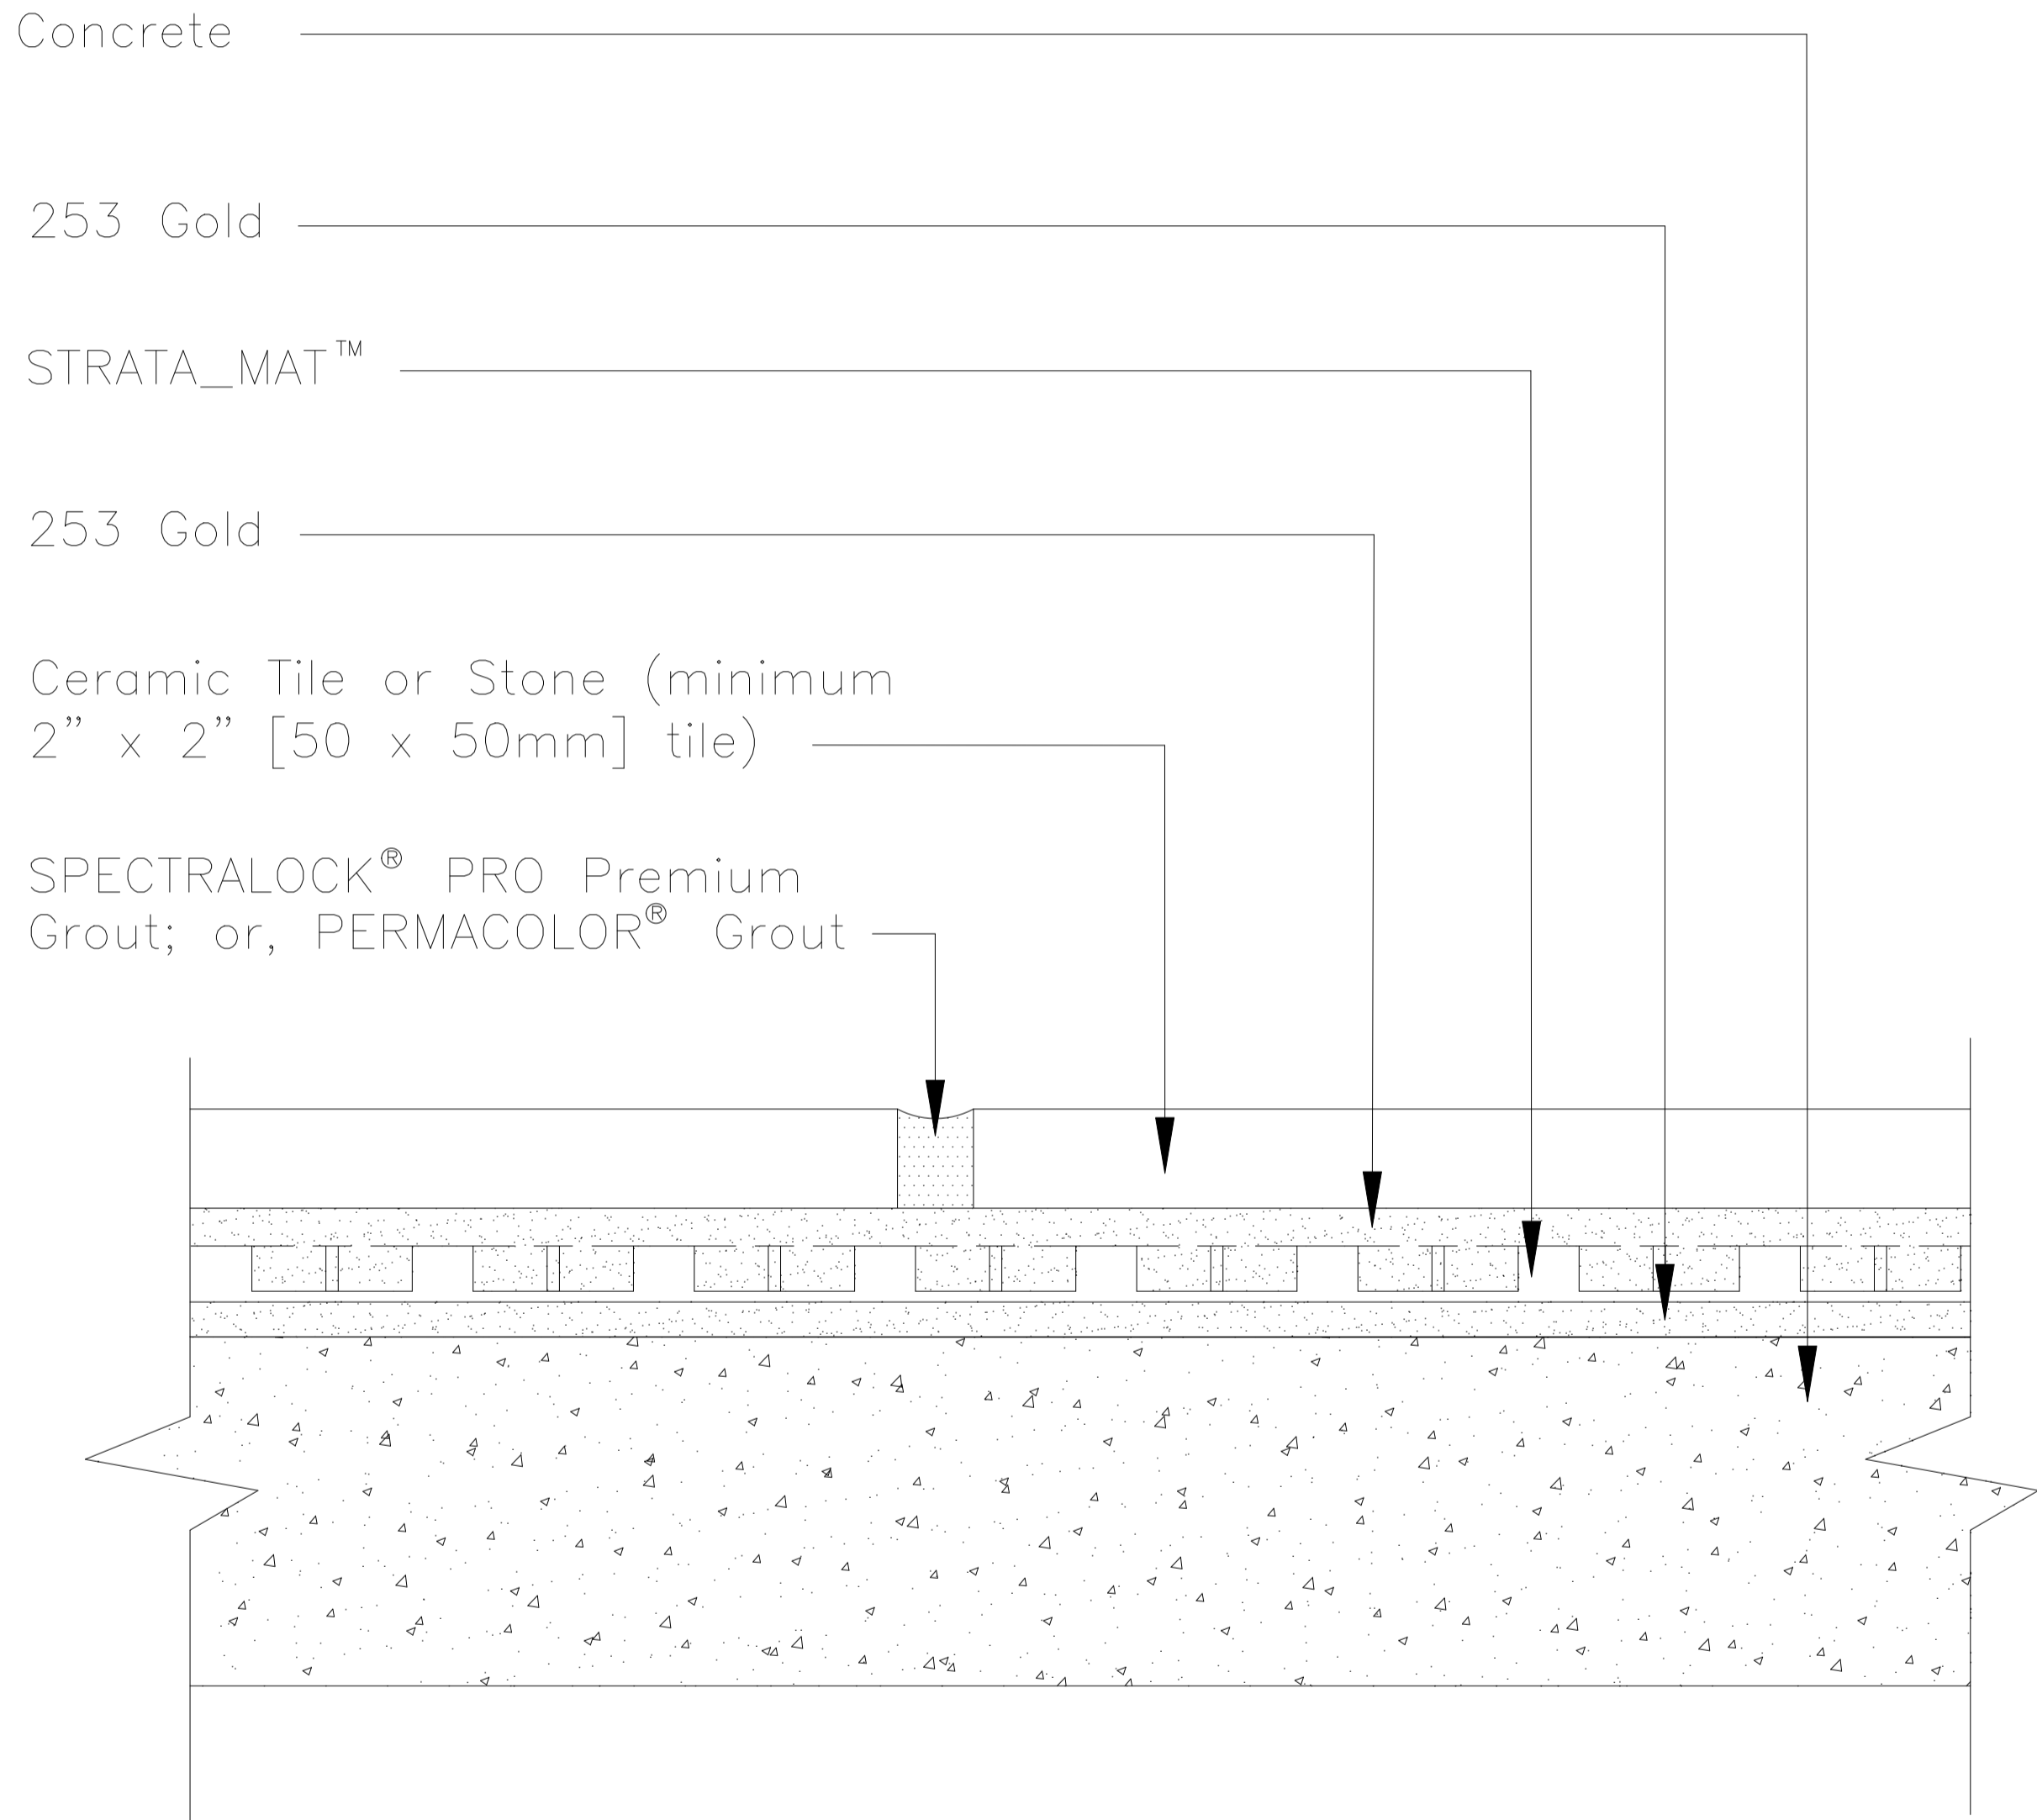 Concrete
253 Gold
STRATA_MAT™
253 Gold
Ceramic Tile or Stone (minimum
2” x 2” [50 x 50mm] tile)
SPECTRALOCK® PRO Premium
Grout; or, PERMACOLOR® Grout